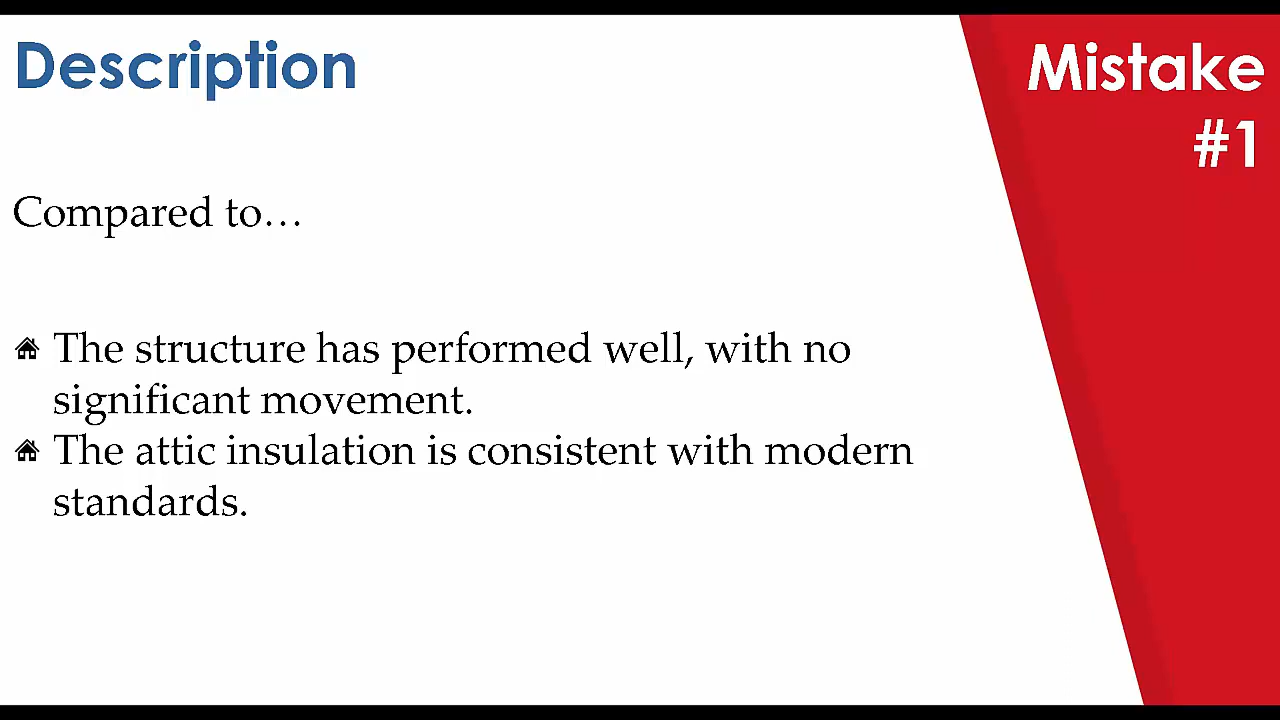 Description
Mistake
#1
Compared to…
The structure has performed well, with no
significant movement.
The attic insulation is consistent with modern
standards.